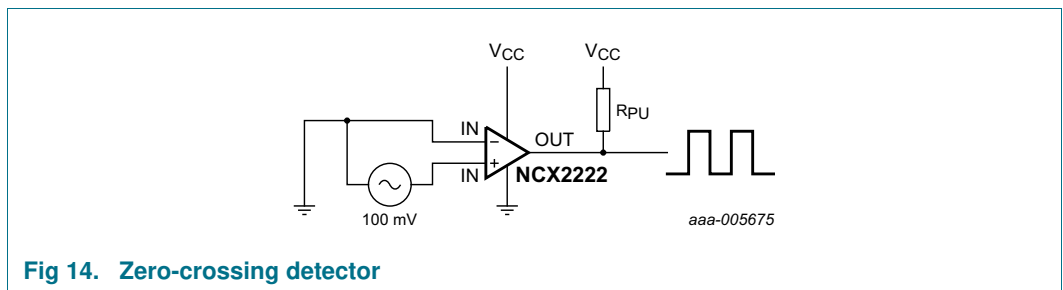 VCC VCC
RPU
IN − OUT
IN + NCX2222
100 mV
aaa-005675
Fig 14. Zero-crossing detector